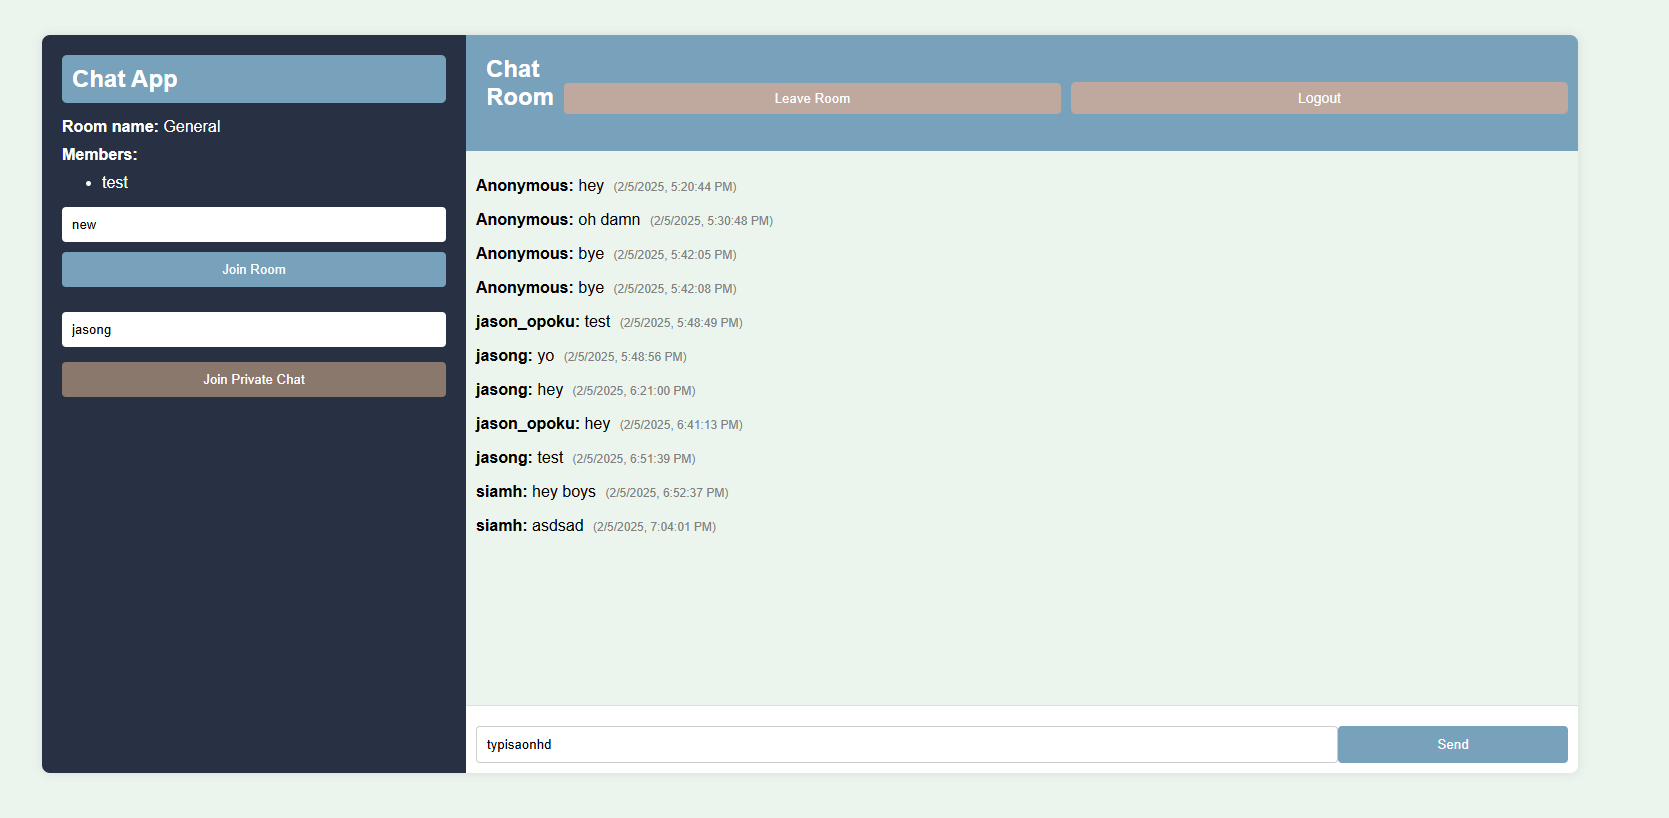 Chat App
Room name: General
Members:
test
new
Join Room
jasong
Join Private Chat
Chat
Room
Leave Room
Logout
Anonymous: hey (2/5/2025, 5:20:44 PM)
Anonymous: oh damn (2/5/2025, 5:30:48 PM)
Anonymous: bye (2/5/2025, 5:42:05 PM)
Anonymous: bye (2/5/2025, 5:42:08 PM)
jason_opoku: test (2/5/2025, 5:48:49 PM)
jasong: yo (2/5/2025, 5:48:56 PM)
jasong: hey (2/5/2025, 6:21:00 PM)
jason_opoku: hey (2/5/2025, 6:41:13 PM)
jasong: test (2/5/2025, 6:51:39 PM)
siamh: hey boys (2/5/2025, 6:52:37 PM)
siamh: asdsad (2/5/2025, 7:04:01 PM)
typisaonhd
Send